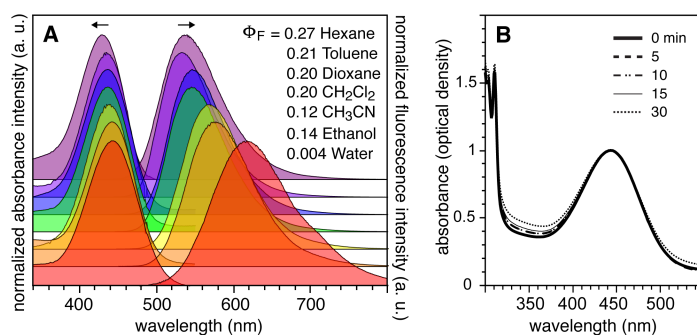 A
ΦF = 0.27 Hexane
0.21 Toluene
0.20 Dioxane
0.20 CH2Cl2
0.12 CH3CN
0.14 Ethanol
0.004 Water
normalized absorbance intensity (a. u.)
normalized fluorescence intensity (a. u.)
400 500 600 700
wavelength (nm)
B
0 min
5
10
15
30
absorbance (optical density)
1.5
1
0.5
0
350 400 450 500
wavelength (nm)